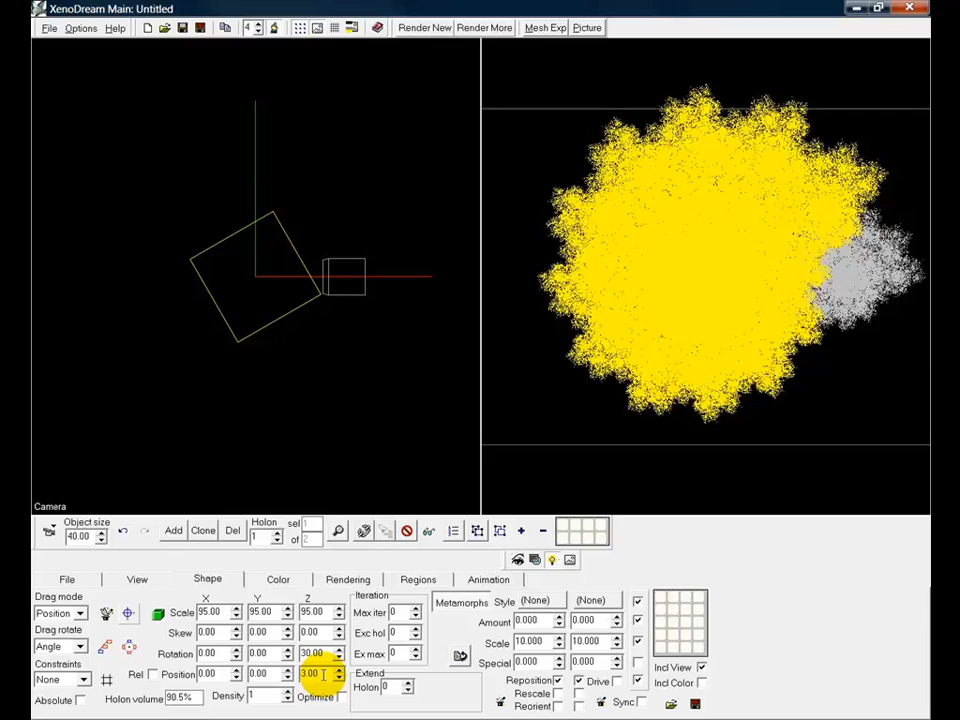 XenoDream Main: Untitled
File Options Help 4 Render New Render More Mesh Exp Picture
Camera
Object size 40.00 Add Clone Del Holon 1 sel 1 of 2
File View Shape Color Rendering Regions Animation
X Y Z
Drag mode Position
Drag rotate Angle
Constraints None
Absolute
Scale 95.00 95.00 95.00
Skew 0.00 0.00 0.00
Rotation 0.00 0.00 30.00
Rel Position 0.00 0.00 3.00
Holon volume 90.5% Density 1 Optimize
Iteration
Max iter 0
Exc hol 0
Ex max 0
Extend
Holon 0
Metamorphs Style (None) (None)
Amount 0.000 0.000
Scale 10.000 10.000
Special 0.000 0.000
Reposition Drive
Rescale
Reorient Sync
Incl View
Incl Color